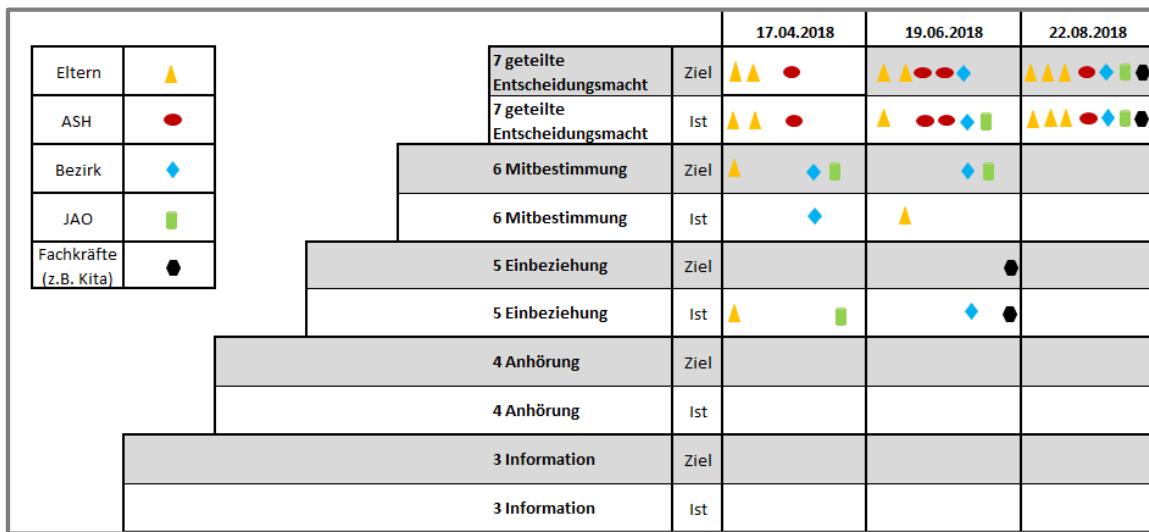 17.04.2018 19.06.2018 22.08.2018
Eltern
ASH
Bezirk
JAO
Fachkräfte
(z.B. Kita)
7 geteilte
Entscheidungsmacht Ziel
7 geteilte
Entscheidungsmacht Ist
6 Mitbestimmung Ziel
6 Mitbestimmung Ist
5 Einbeziehung Ziel
5 Einbeziehung Ist
4 Anhörung Ziel
4 Anhörung Ist
3 Information Ziel
3 Information Ist